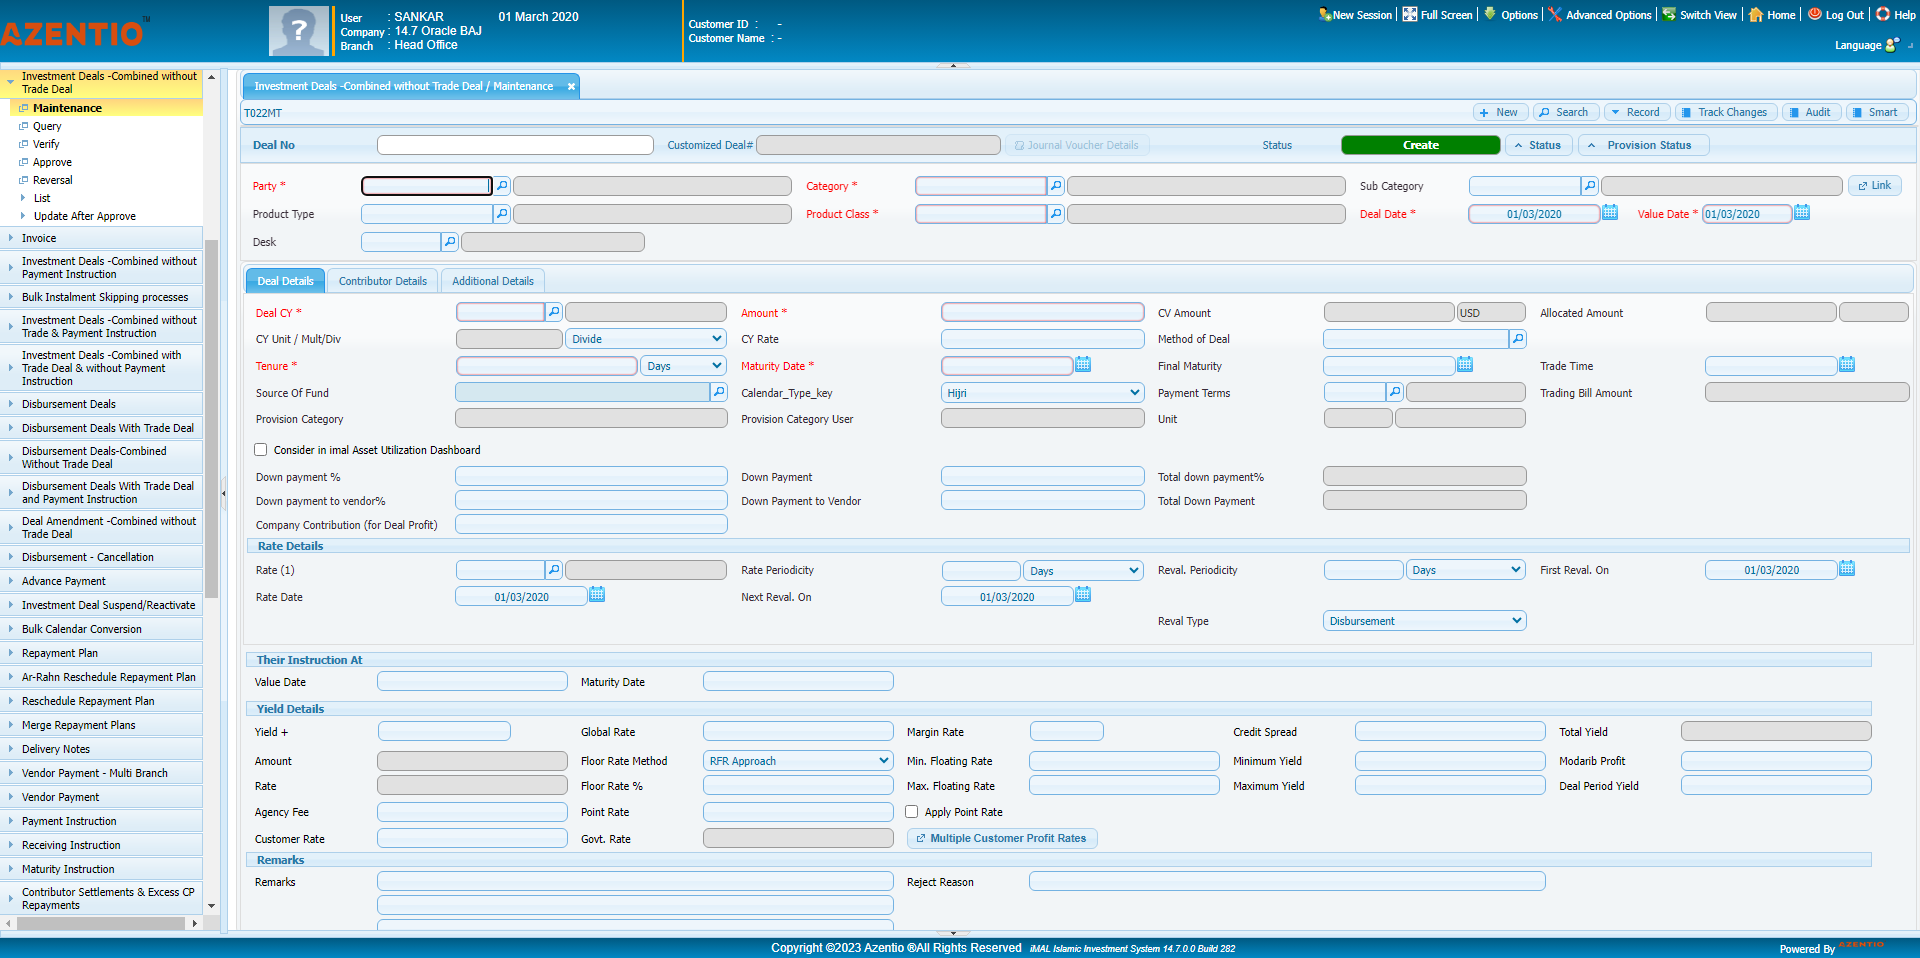 AZENTIO™
User : SANKAR 01 March 2020
Company : 14.7 Oracle BAJ
Branch : Head Office
Customer ID : -
Customer Name : -
New Session Full Screen Options Advanced Options Switch View Home Log Out Help
Language
Investment Deals -Combined without
Trade Deal
Maintenance
Query
Verify
Approve
Reversal
List
Update After Approve
Invoice
Investment Deals -Combined without
Payment Instruction
Bulk Instalment Skipping processes
Investment Deals -Combined without
Trade & Payment Instruction
Investment Deals -Combined with
Trade Deal & without Payment
Instruction
Disbursement Deals
Disbursement Deals With Trade Deal
Disbursement Deals-Combined
Without Trade Deal
Disbursement Deals With Trade Deal
and Payment Instruction
Deal Amendment -Combined without
Trade Deal
Disbursement - Cancellation
Advance Payment
Investment Deal Suspend/Reactivate
Bulk Calendar Conversion
Repayment Plan
Ar-Rahn Reschedule Repayment Plan
Reschedule Repayment Plan
Merge Repayment Plans
Delivery Notes
Vendor Payment - Multi Branch
Vendor Payment
Payment Instruction
Receiving Instruction
Maturity Instruction
Contributor Settlements & Excess CP
Repayments
Investment Deals -Combined without Trade Deal / Maintenance
T022MT New Search Record Track Changes Audit Smart
Deal No Customized Deal# Journal Voucher Details Status Create Status Provision Status
Party * Category * Sub Category Link
Product Type Product Class * Deal Date * 01/03/2020 Value Date * 01/03/2020
Desk
Deal Details Contributor Details Additional Details
Deal CY * Amount * CV Amount USD Allocated Amount
CY Unit / Mult/Div Divide CY Rate Method of Deal
Tenure * Days Maturity Date * Final Maturity Trade Time
Source Of Fund Calendar_Type_key Hijri Payment Terms Trading Bill Amount
Provision Category Provision Category User Unit
Consider in imal Asset Utilization Dashboard
Down payment % Down Payment Total down payment%
Down payment to vendor% Down Payment to Vendor Total Down Payment
Company Contribution (for Deal Profit)
Rate Details
Rate (1) Rate Periodicity Days Reval. Periodicity Days First Reval. On 01/03/2020
Rate Date 01/03/2020 Next Reval. On 01/03/2020
Reval Type Disbursement
Their Instruction At
Value Date Maturity Date
Yield Details
Yield + Global Rate Margin Rate Credit Spread Total Yield
Amount Floor Rate Method RFR Approach Min. Floating Rate Minimum Yield Modarib Profit
Rate Floor Rate % Max. Floating Rate Maximum Yield Deal Period Yield
Agency Fee Point Rate Apply Point Rate
Customer Rate Govt. Rate Multiple Customer Profit Rates
Remarks
Remarks Reject Reason
Copyright ©2023 Azentio ®All Rights Reserved iMAL Islamic Investment System 14.7.0.0 Build 282
Powered By AZENTIO